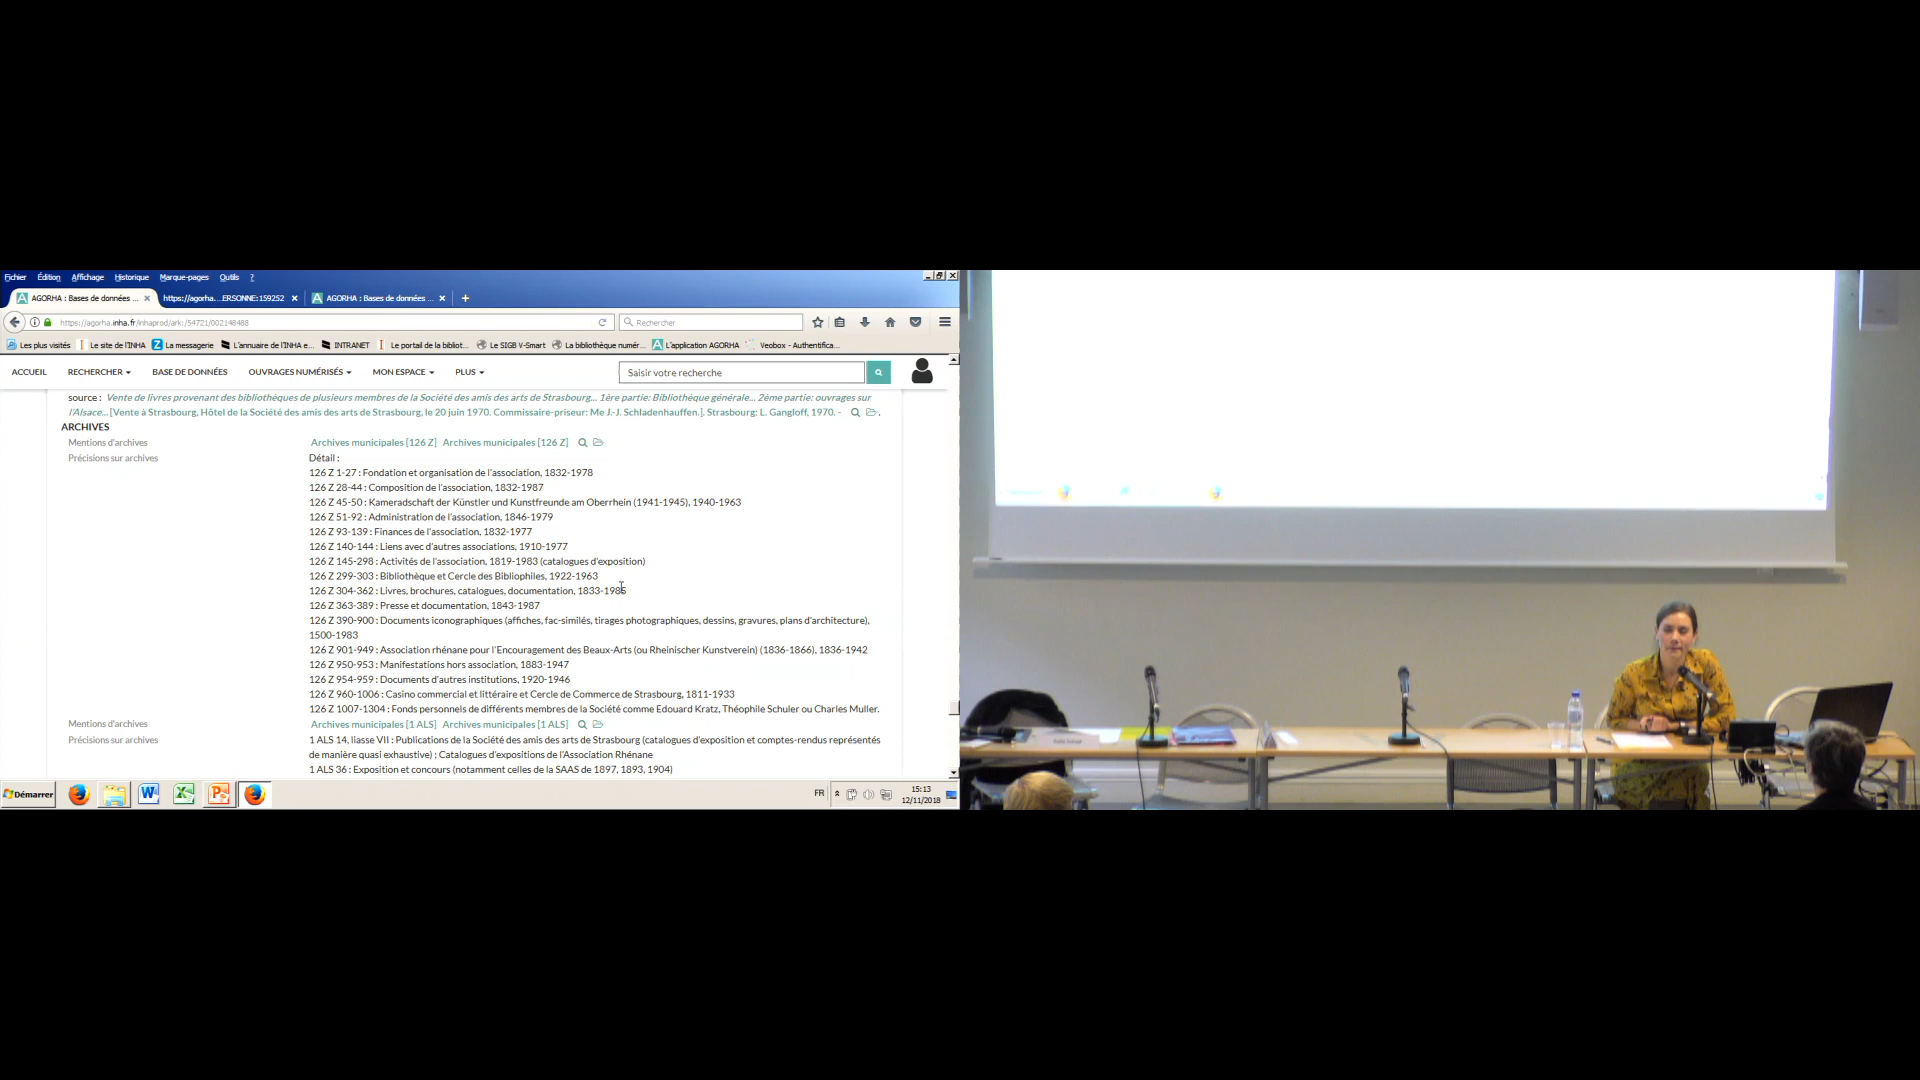 Fichier Édition Affichage Historique Marque-pages Outils ?
AGORHA : Bases de données ... × https://agorha....ERSONNE:159252 × AGORHA : Bases de données ... × +
https://agorha.inha.fr/inhaprod/ark:/54721/002148488 Rechercher
Les plus visités Le site de l'INHA La messagerie L'annuaire de l'INHA e... INTRANET Le portail de la bibliot... Le SIGB V-Smart La bibliothèque numér... L'application AGORHA Veobox - Authentifica...
ACCUEIL RECHERCHER BASE DE DONNÉES OUVRAGES NUMÉRISÉS MON ESPACE PLUS Saisir votre recherche
source : Vente de livres provenant des bibliothèques de plusieurs membres de la Société des amis des arts de Strasbourg... 1ère partie: Bibliothèque générale... 2ème partie: ouvrages sur
l'Alsace... [Vente à Strasbourg, Hôtel de la Société des amis des arts de Strasbourg, le 20 juin 1970. Commissaire-priseur: Me J.-J. Schladenhauffen.]. Strasbourg: L. Gangloff, 1970. - .
ARCHIVES
Mentions d'archives Archives municipales [126 Z] Archives municipales [126 Z]
Précisions sur archives Détail :
126 Z 1-27 : Fondation et organisation de l'association, 1832-1978
126 Z 28-44 : Composition de l'association, 1832-1987
126 Z 45-50 : Kameradschaft der Künstler und Kunstfreunde am Oberrhein (1941-1945), 1940-1963
126 Z 51-92 : Administration de l'association, 1846-1979
126 Z 93-139 : Finances de l'association, 1832-1977
126 Z 140-144 : Liens avec d'autres associations, 1910-1977
126 Z 145-298 : Activités de l'association, 1819-1983 (catalogues d'exposition)
126 Z 299-303 : Bibliothèque et Cercle des Bibliophiles, 1922-1963
126 Z 304-362 : Livres, brochures, catalogues, documentation, 1833-1985
126 Z 363-389 : Presse et documentation, 1843-1987
126 Z 390-900 : Documents iconographiques (affiches, fac-similés, tirages photographiques, dessins, gravures, plans d'architecture),
1500-1983
126 Z 901-949 : Association rhénane pour l'Encouragement des Beaux-Arts (ou Rheinischer Kunstverein) (1836-1866), 1836-1942
126 Z 950-953 : Manifestations hors association, 1883-1947
126 Z 954-959 : Documents d'autres institutions, 1920-1946
126 Z 960-1006 : Casino commercial et littéraire et Cercle de Commerce de Strasbourg, 1811-1933
126 Z 1007-1304 : Fonds personnels de différents membres de la Société comme Edouard Kratz, Théophile Schuler ou Charles Muller.
Mentions d'archives Archives municipales [1 ALS] Archives municipales [1 ALS]
Précisions sur archives 1 ALS 14, liasse VII : Publications de la Société des amis des arts de Strasbourg (catalogues d'exposition et comptes-rendus représentés
de manière quasi exhaustive) ; Catalogues d'expositions de l'Association Rhénane
1 ALS 36 : Exposition et concours (notamment celles de la SAAS de 1897, 1893, 1904)
Démarrer FR 15:13
12/11/2018